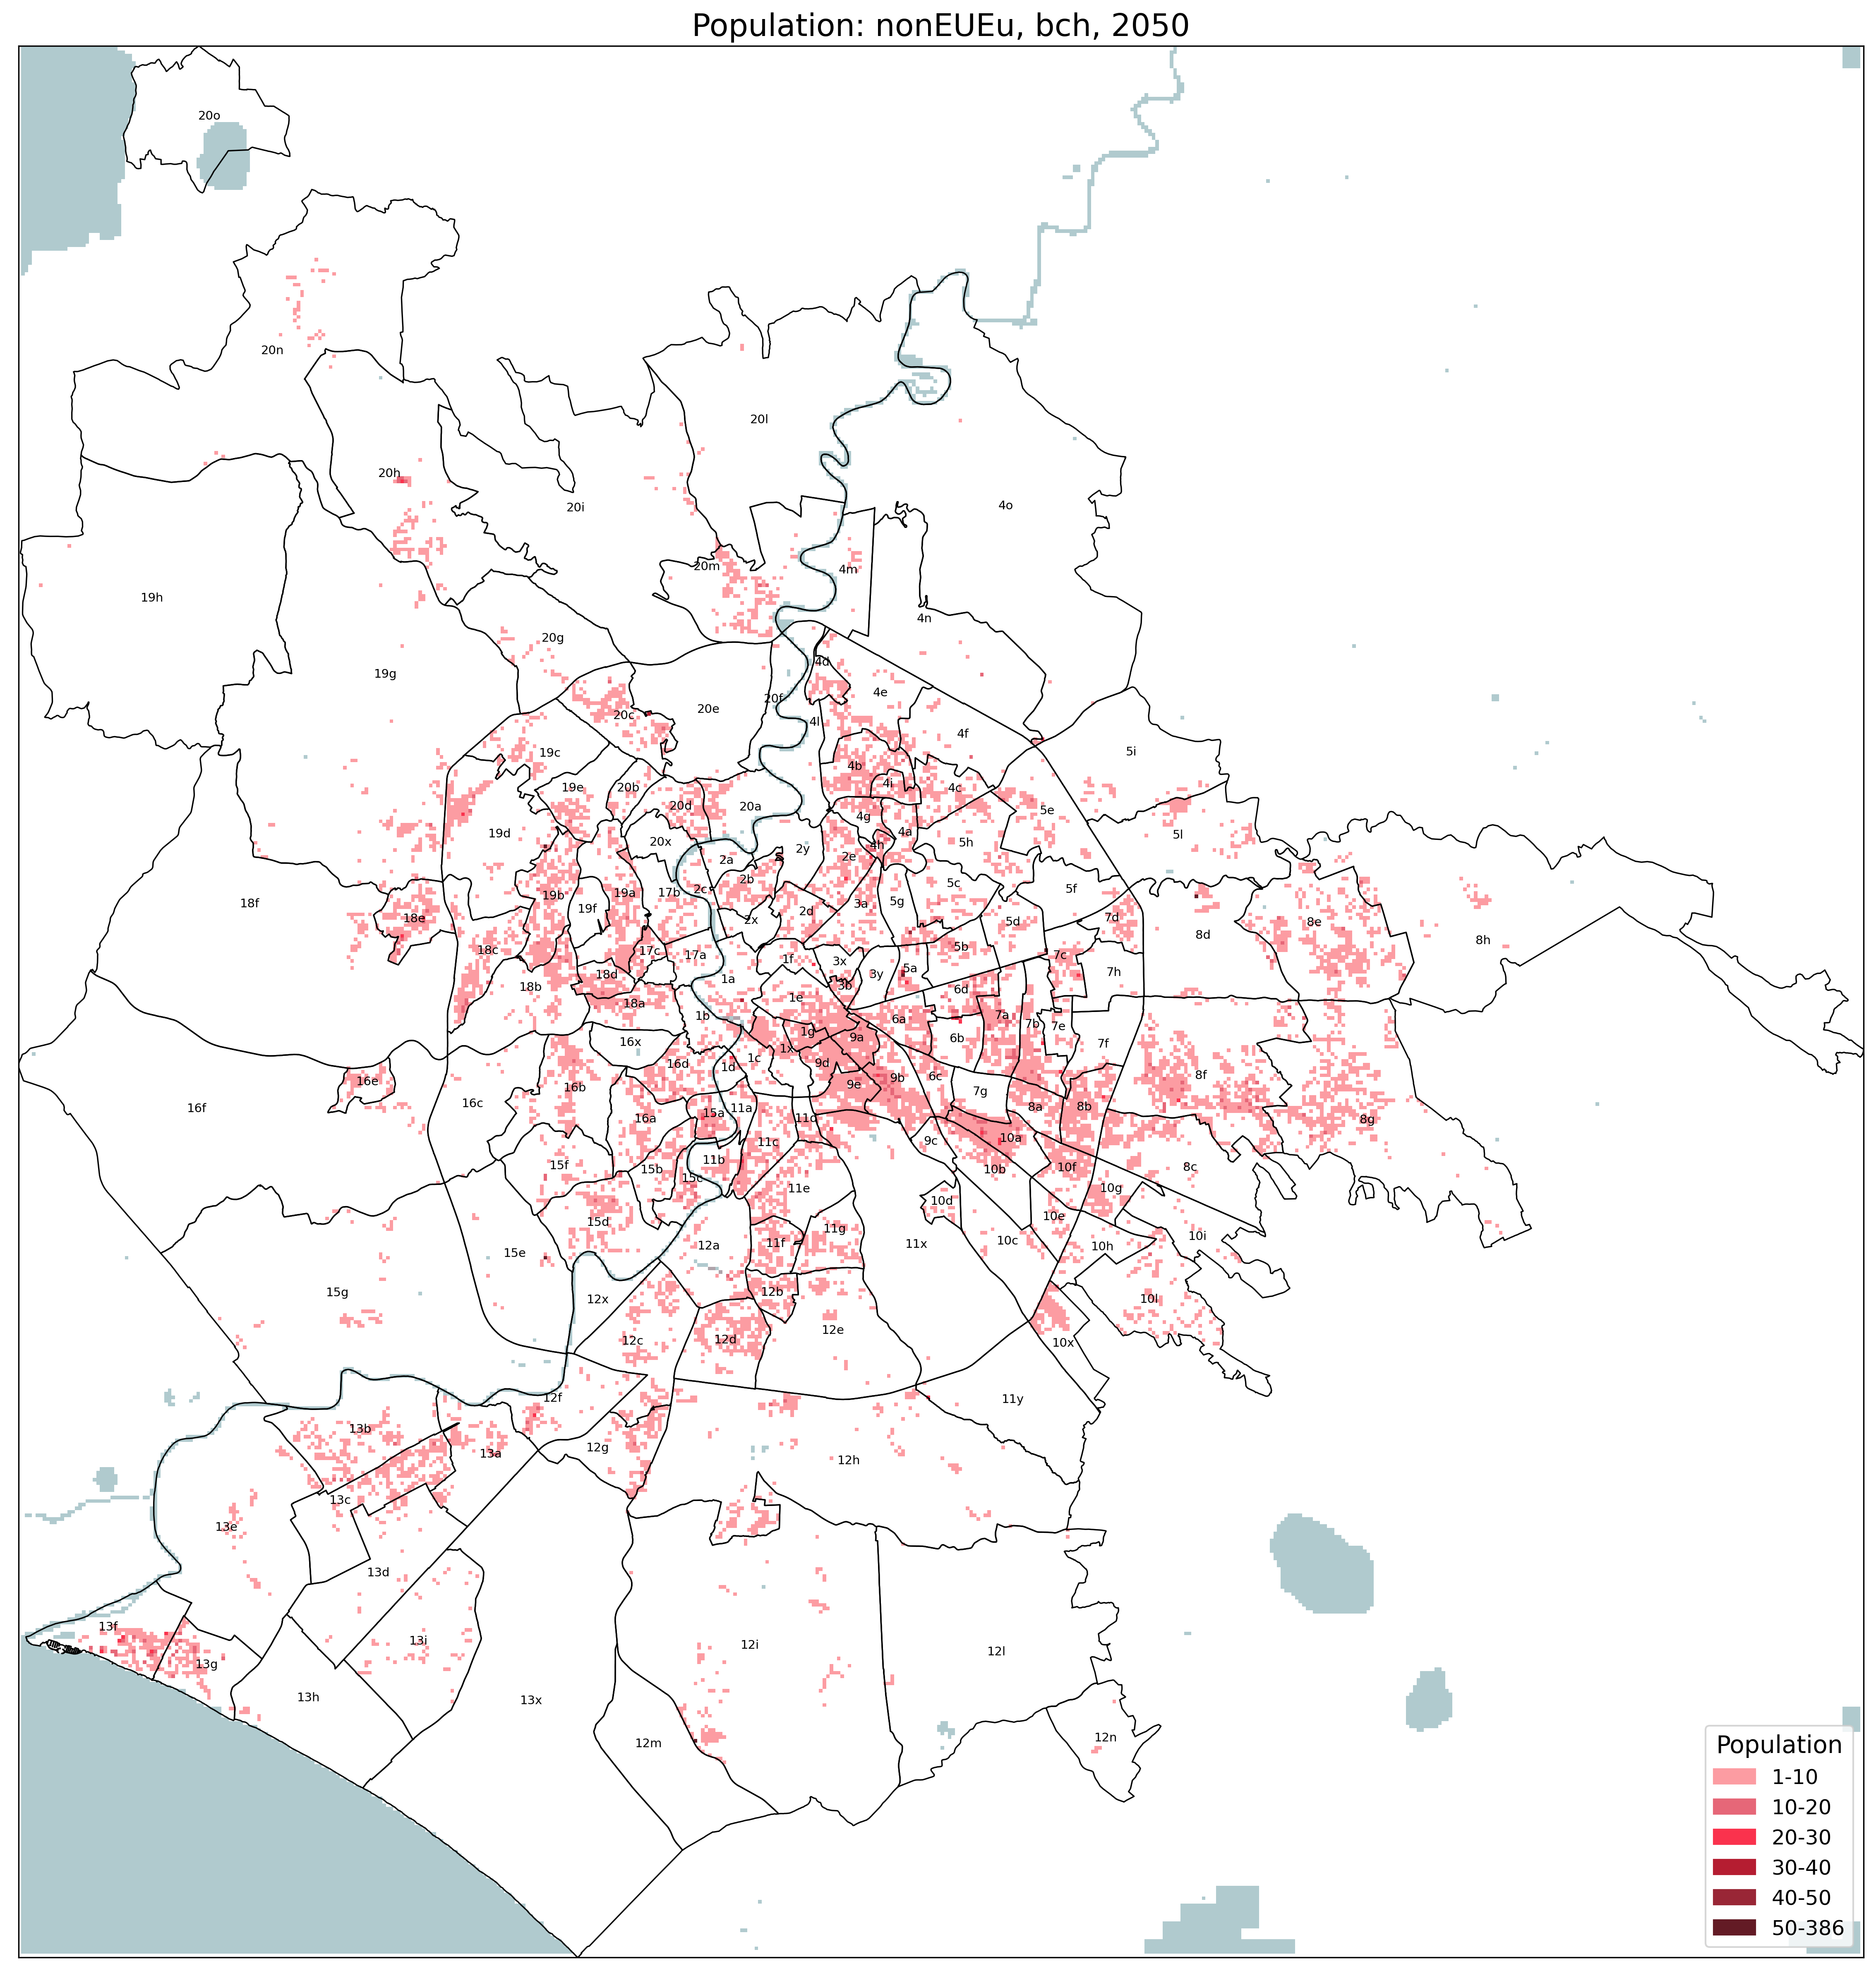 Population: nonEUEu, bch, 2050
20o
20n
20l
20h
20i
4o
20m
4m
19h
4n
20g
4d
19g
4e
20f
20e
20c
4l
4f
19c
5i
4b
4i
19e
20b
4c
20d
20a
5e
4g
19d
4a
5l
20x
4h
5h
2y
2a
2e
2b
5c
5f
17b
2c
19b
19a
18f
3a
5g
19f
2d
18e
7d
2x
5d
8e
8d
8h
5b
18c
17c
17a
7c
1f
3x
5a
7h
18d
3y
1a
18b
3b
6d
1e
18a
1b
7a
6a
7b
7e
1g
9a
6b
16x
7f
1x
1c
16d
9d
1d
8f
6c
9b
16e
9e
16b
7g
16c
16f
8a
8b
11a
15a
16a
11d
8g
10a
9c
11c
11b
15f
10f
8c
15b
10b
15c
11e
10g
10d
10e
15d
11g
10i
10c
11f
11x
12a
10h
15e
15g
12b
12x
10l
12e
12c
12d
10x
12f
11y
13b
12g
13a
12h
13c
13e
13d
13f
13i
12i
12l
13g
13h
13x
12n
12m
Population
1-10
10-20
20-30
30-40
40-50
50-386